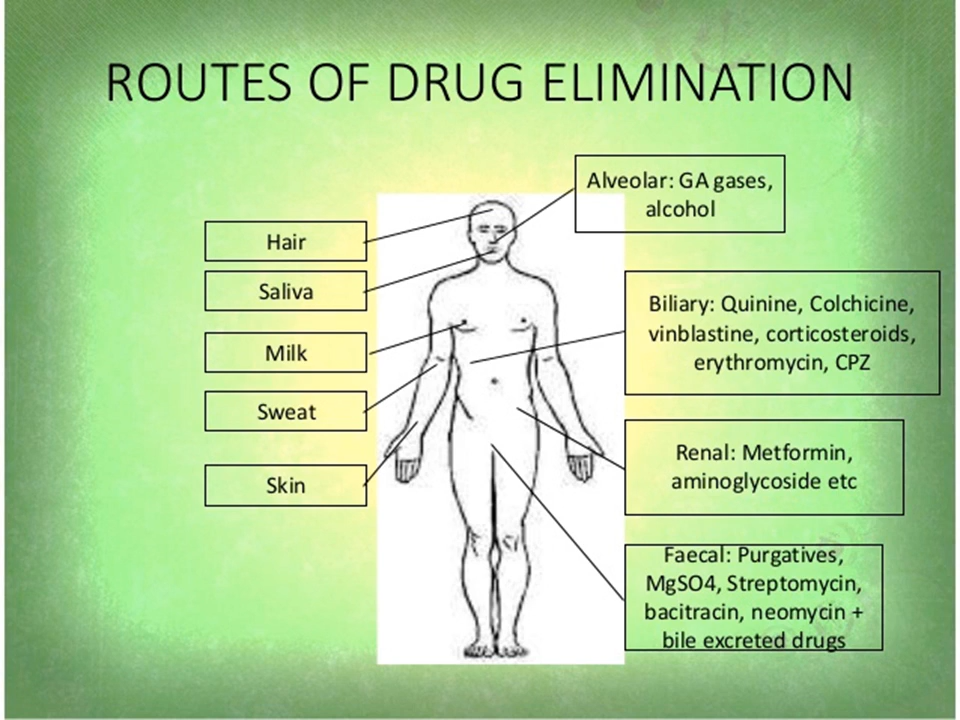 ROUTES OF DRUG ELIMINATION
Alveolar: GA gases,
alcohol
Hair
Saliva
Milk
Sweat
Skin
Biliary: Quinine, Colchicine,
vinblastine, corticosteroids,
erythromycin, CPZ
Renal: Metformin,
aminoglycoside etc
Faecal: Purgatives,
MgSO4, Streptomycin,
bacitracin, neomycin +
bile excreted drugs